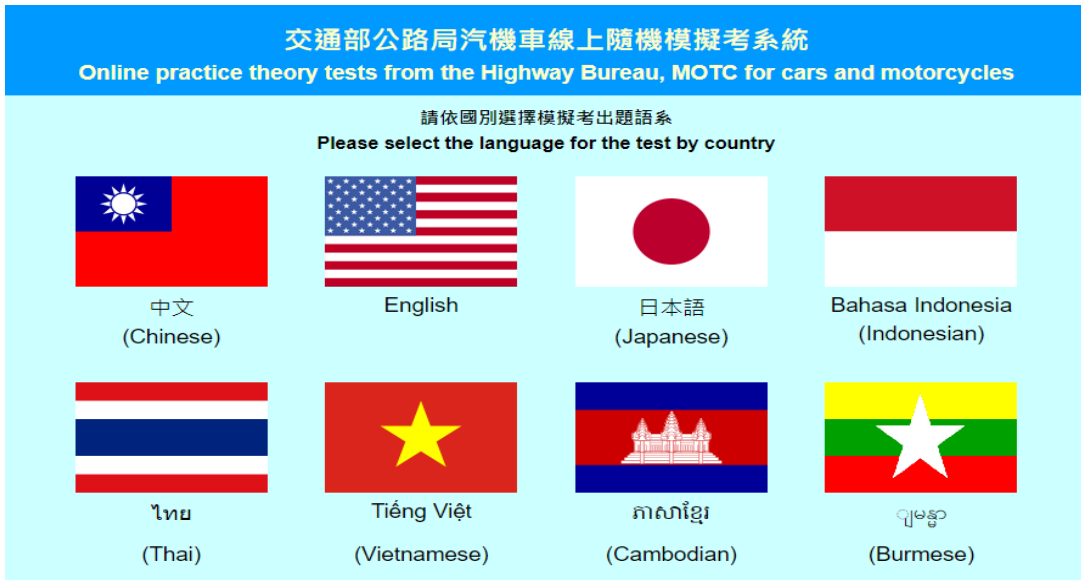 交通部公路局汽機車線上隨機模擬考系統
Online practice theory tests from the Highway Bureau, MOTC for cars and motorcycles
請依國別選擇模擬考出題語系
Please select the language for the test by country
中文
(Chinese)
English
日本語
(Japanese)
Bahasa Indonesia
(Indonesian)
ไทย
(Thai)
Tiếng Việt
(Vietnamese)
ភាសាខ្មែរ
(Cambodian)
ျမန္မာ
(Burmese)